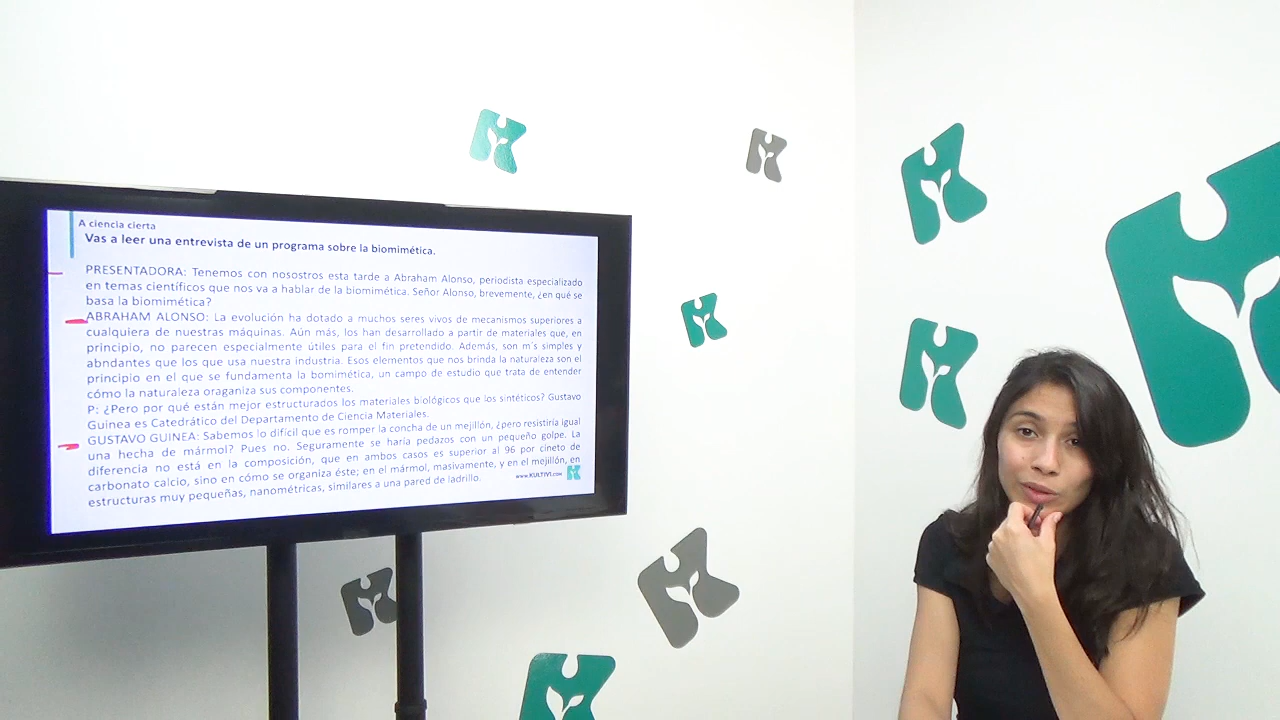 A ciencia cierta
Vas a leer una entrevista de un programa sobre la biomimética.
PRESENTADORA: Tenemos con nosostros esta tarde a Abraham Alonso, periodista especializado
en temas científicos que nos va a hablar de la biomimética. Señor Alonso, brevemente, ¿en qué se
basa la biomimética?
ABRAHAM ALONSO: La evolución ha dotado a muchos seres vivos de mecanismos superiores a
cualquiera de nuestras máquinas. Aún más, los han desarrollado a partir de materiales que, en
principio, no parecen especialmente útiles para el fin pretendido. Además, son m´s simples y
abndantes que los que usa nuestra industria. Esos elementos que nos brinda la naturaleza son el
principio en el que se fundamenta la biomimética, un campo de estudio que trata de entender
cómo la naturaleza oraganiza sus componentes.
P: ¿Pero por qué están mejor estructurados los materiales biológicos que los sintéticos? Gustavo
Guinea es Catedrático del Departamento de Ciencia Materiales.
GUSTAVO GUINEA: Sabemos lo difícil que es romper la concha de un mejillón, ¿pero resistiría igual
una hecha de mármol? Pues no. Seguramente se haría pedazos con un pequeño golpe. La
diferencia no está en la composición, que en ambos casos es superior al 96 por cineto de
carbonato calcio, sino en cómo se organiza éste; en el mármol, masivamente, y en el mejillón, en
estructuras muy pequeñas, nanométricas, similares a una pared de ladrillo.
www.KULTIVI.com